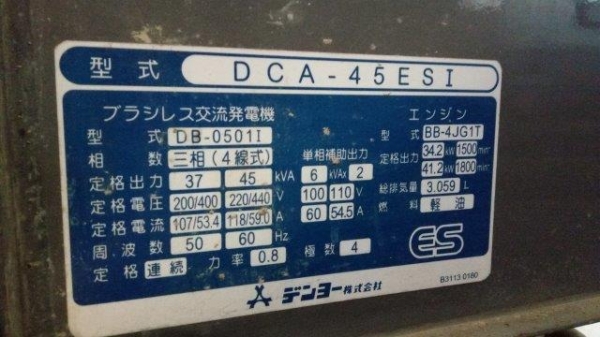 型式 DCA-45ESI
ブラシレス交流発電機 エンジン
型式 DB-0501I 型式 BB-4JG1T
相数 三相(4線式) 単相補助出力 定格出力 34.2 kW 1500 min⁻¹
定格出力 37 45 kVA 6 kVA x 2 41.2 kW 1800 min⁻¹
定格電圧 200/400 220/440 V 100 110 V 総排気量 3.059 L
定格電流 107/53.4 118/59.0 A 60 54.5 A 燃料 軽油
周波数 50 60 Hz 極数 4 ES
定格 連続 力率 0.8
B3113 0180
デンヨー株式会社